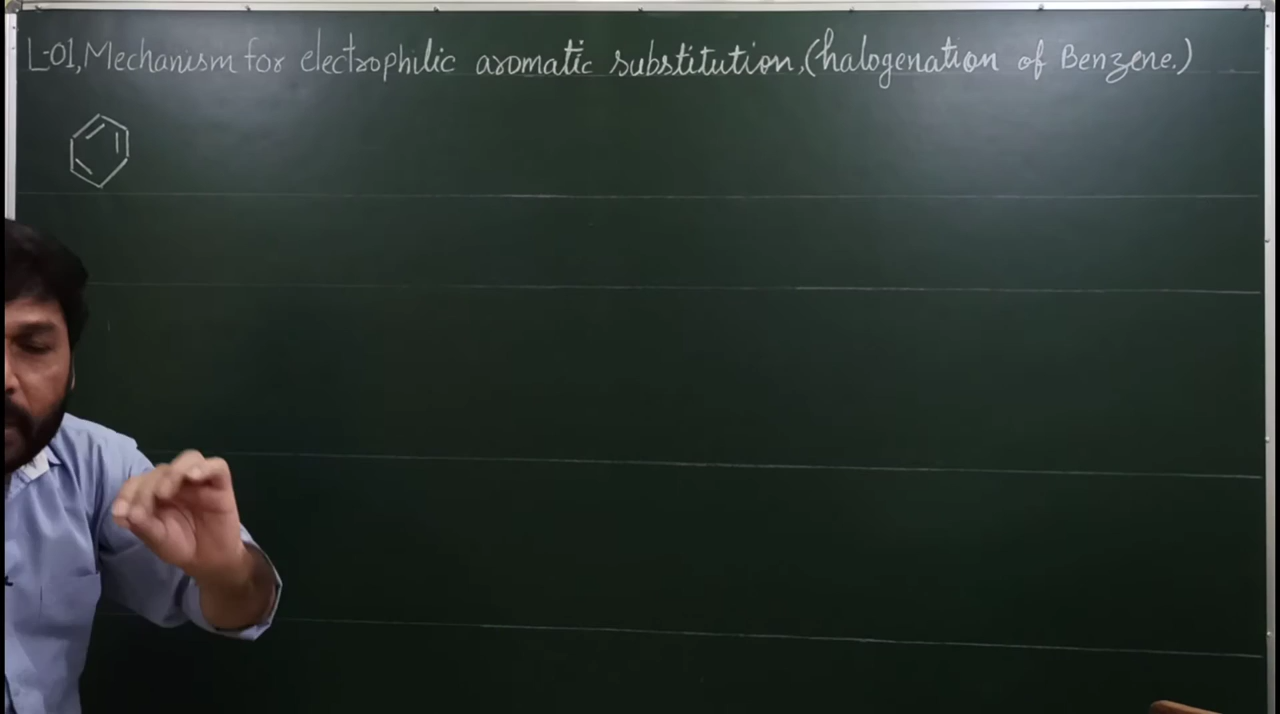 L-01, Mechanism for electrophilic aromatic substitution, (halogenation of Benzene.)